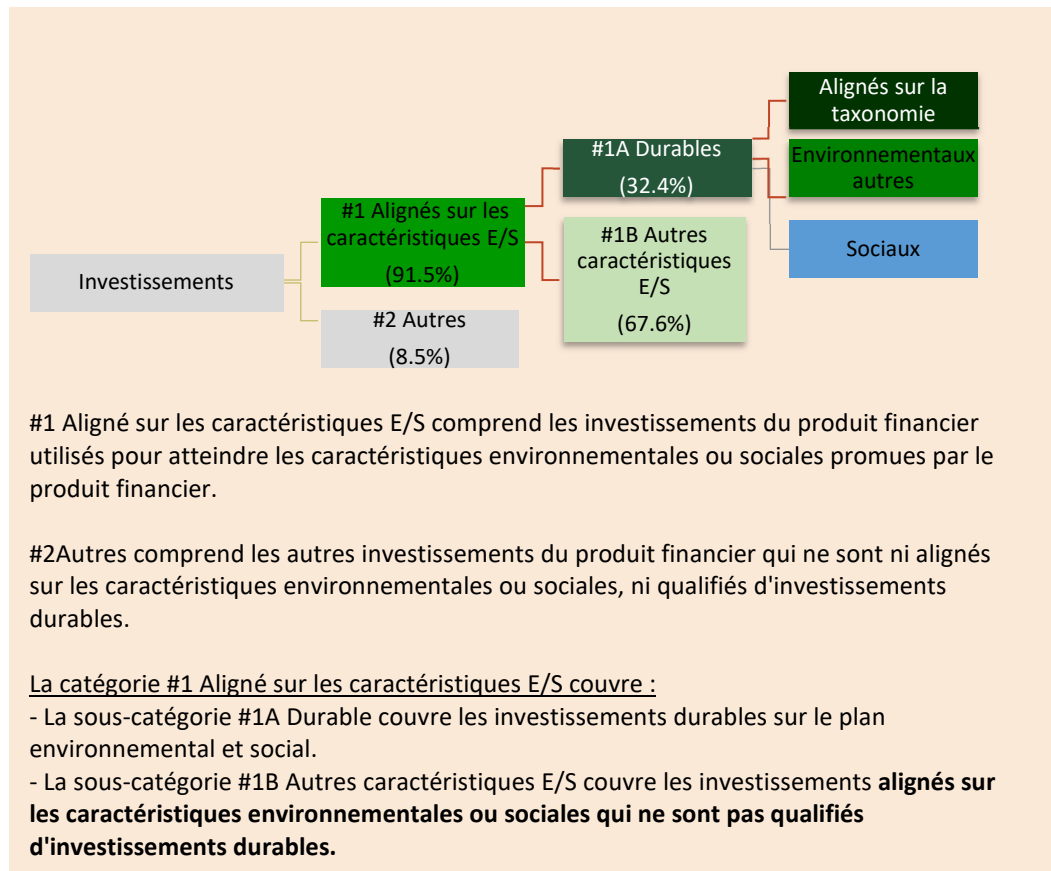 Alignés sur la
taxonomie
#1A Durables
(32.4%)
Environnementaux
autres
#1 Alignés sur les
caractéristiques E/S
(91.5%)
#1B Autres
caractéristiques
E/S
(67.6%)
Sociaux
Investissements
#2 Autres
(8.5%)
#1 Aligné sur les caractéristiques E/S comprend les investissements du produit financier
utilisés pour atteindre les caractéristiques environnementales ou sociales promues par le
produit financier.
#2Autres comprend les autres investissements du produit financier qui ne sont ni alignés
sur les caractéristiques environnementales ou sociales, ni qualifiés d'investissements
durables.
La catégorie #1 Aligné sur les caractéristiques E/S couvre :
- La sous-catégorie #1A Durable couvre les investissements durables sur le plan
environnemental et social.
- La sous-catégorie #1B Autres caractéristiques E/S couvre les investissements alignés sur
les caractéristiques environnementales ou sociales qui ne sont pas qualifiés
d'investissements durables.